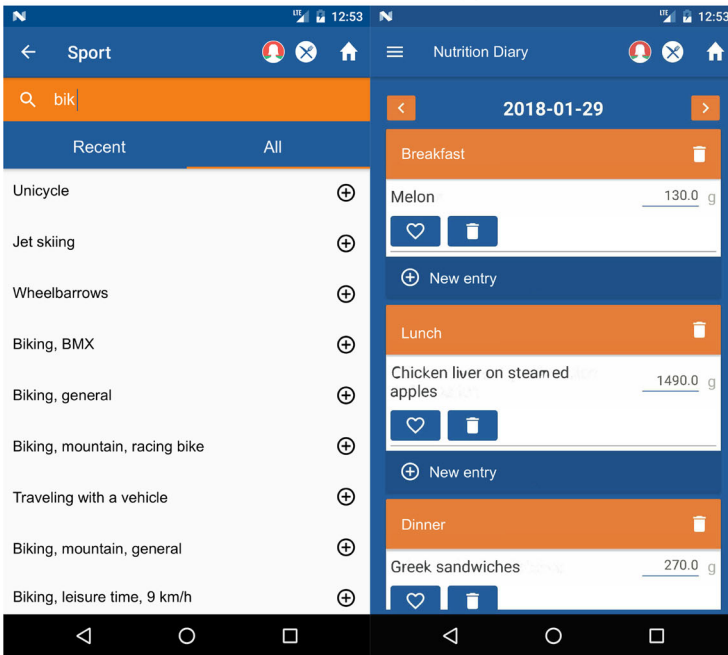 LTE 12:53
Sport
bik
Recent All
Unicycle
Jet skiing
Wheelbarrows
Biking, BMX
Biking, general
Biking, mountain, racing bike
Traveling with a vehicle
Biking, mountain, general
Biking, leisure time, 9 km/h
LTE 12:53
Nutrition Diary
2018-01-29
Breakfast
Melon 130.0 g
New entry
Lunch
Chicken liver on steamed
apples 1490.0 g
New entry
Dinner
Greek sandwiches 270.0 g